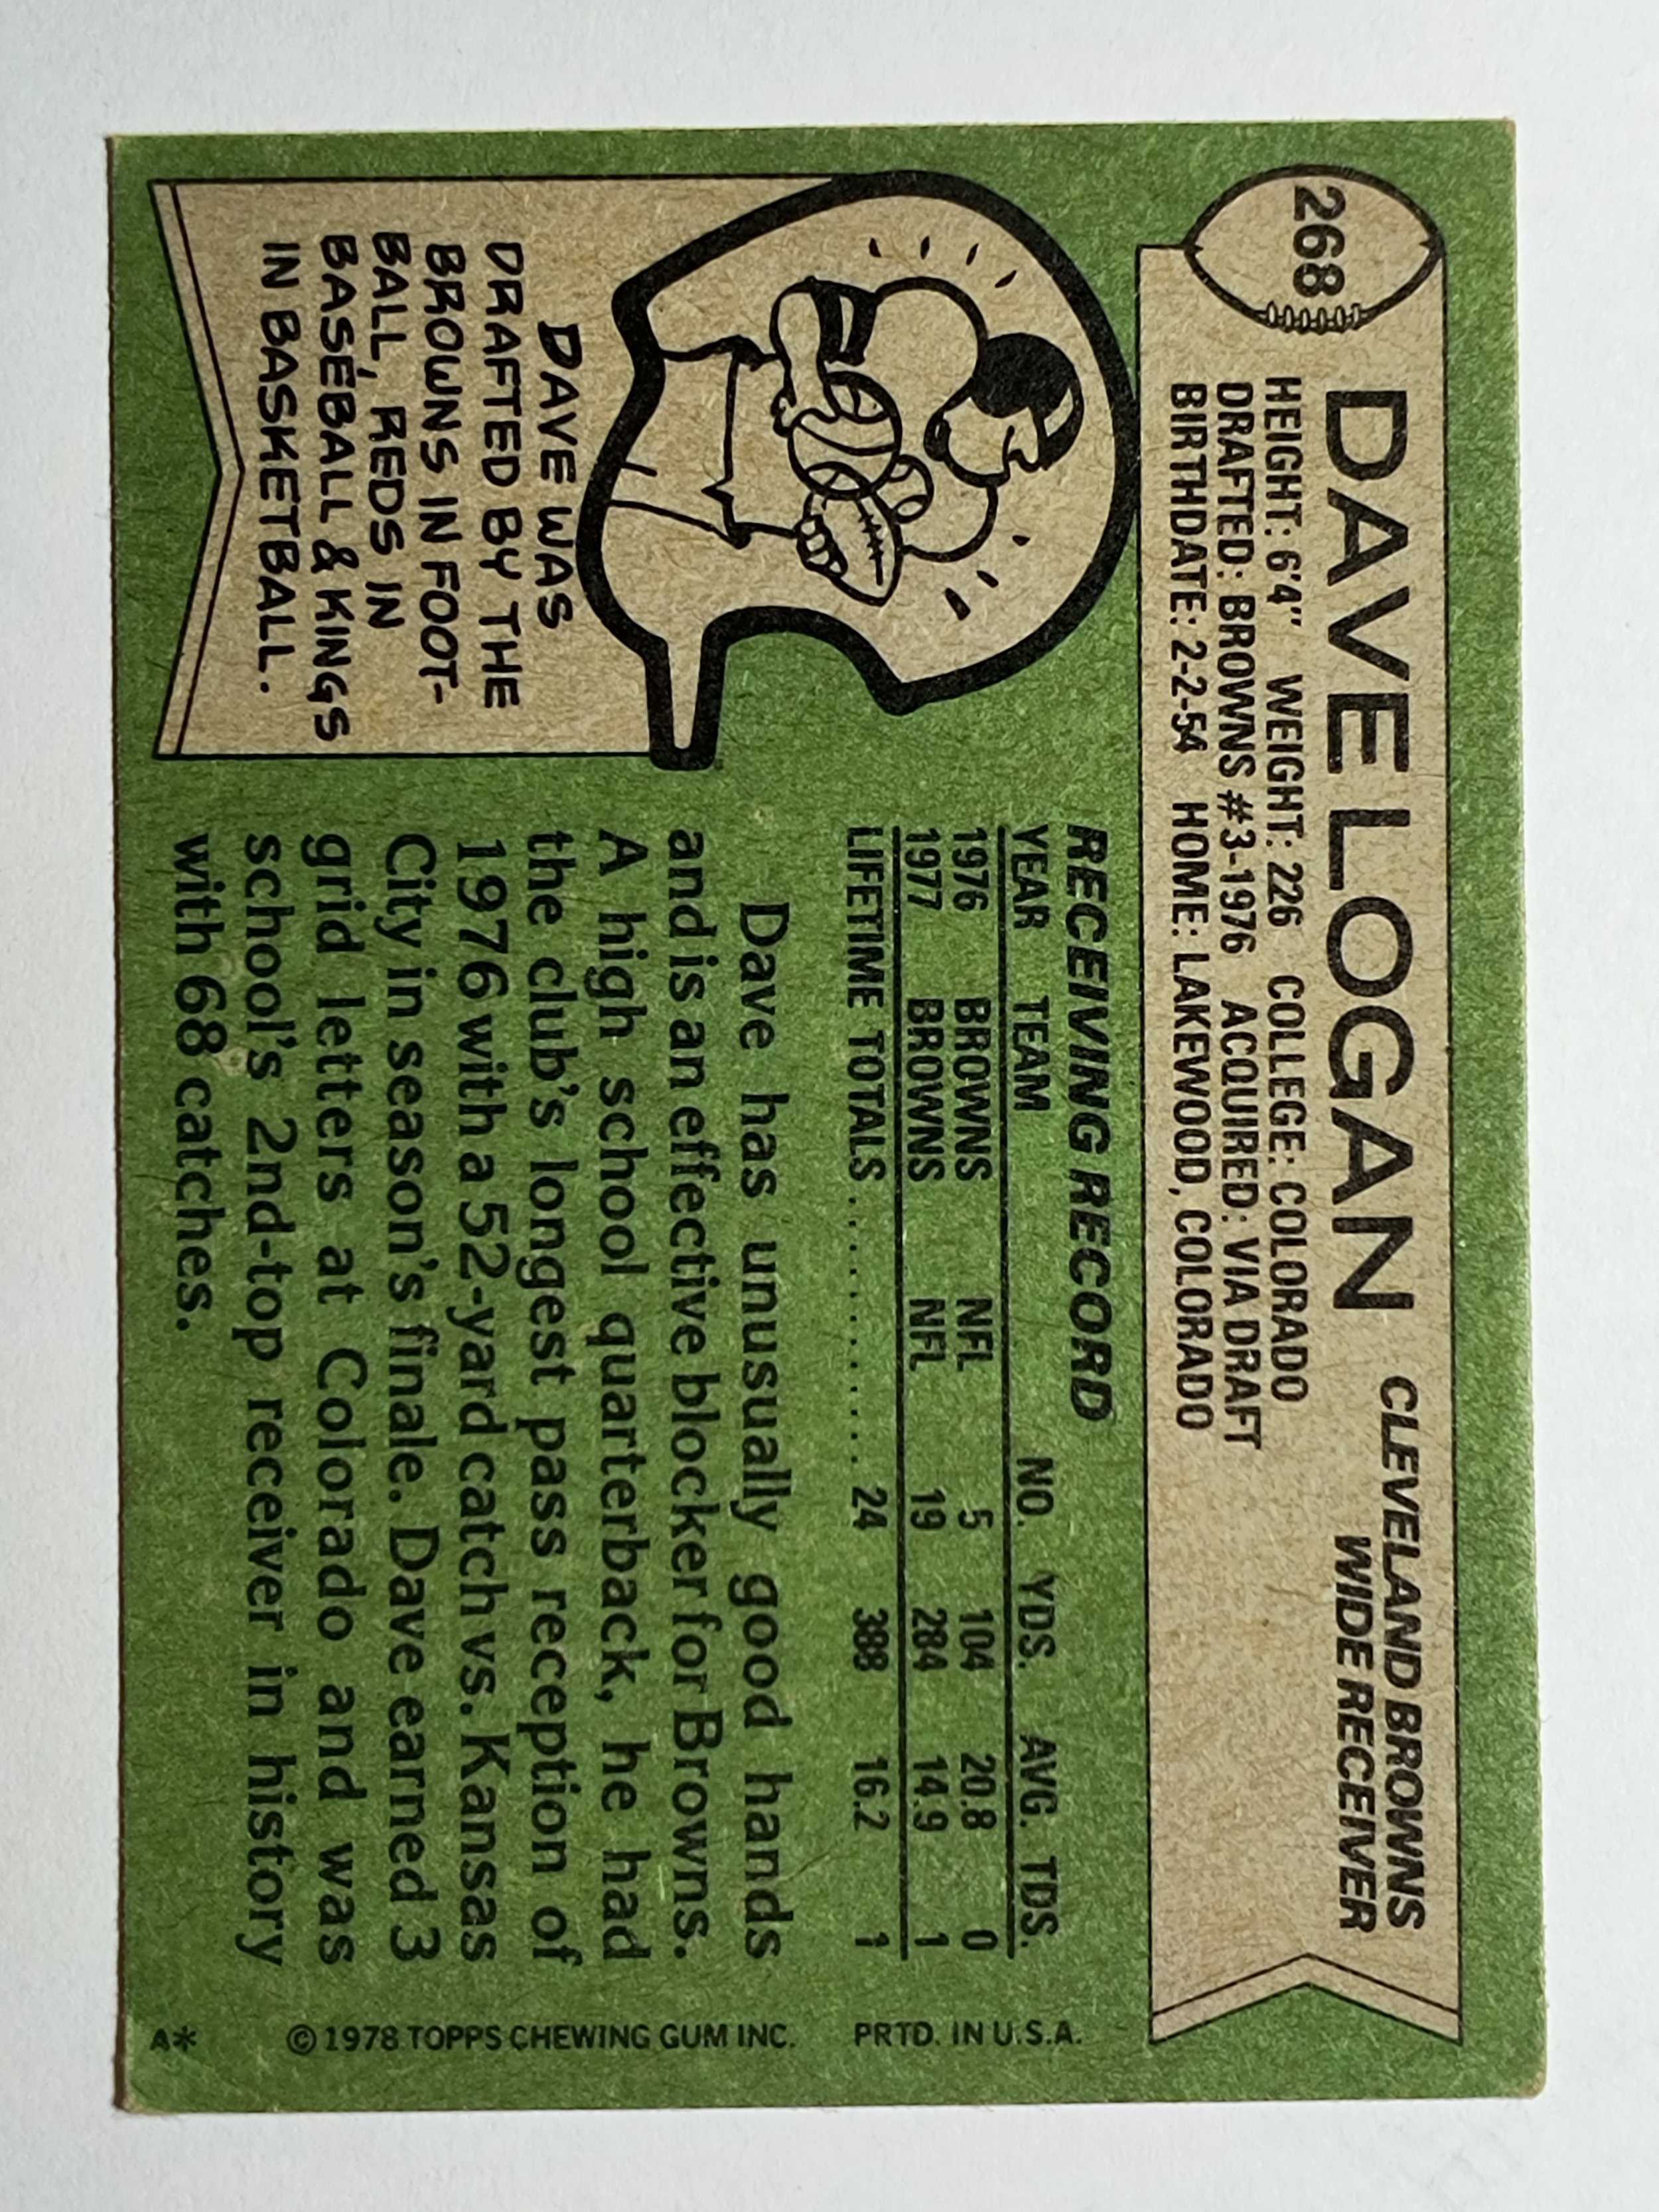 268
DAVE LOGAN
CLEVELAND BROWNS
WIDE RECEIVER
HEIGHT: 6'4" WEIGHT: 226 COLLEGE: COLORADO
DRAFTED: BROWNS #3-1976 ACQUIRED: VIA DRAFT
BIRTHDATE: 2-2-54 HOME: LAKEWOOD, COLORADO
RECEIVING RECORD
YEAR TEAM NO. YDS. AVG. TDS.
1976 BROWNS NFL 5 104 20.8 0
1977 BROWNS NFL 19 284 14.9 1
LIFETIME TOTALS .............. 24 388 16.2 1
Dave has unusually good hands
and is an effective blocker for Browns.
A high school quarterback, he had
the club's longest pass reception of
1976 with a 52-yard catch vs. Kansas
City in season's finale. Dave earned 3
grid letters at Colorado and was
school's 2nd-top receiver in history
with 68 catches.
DAVE WAS
DRAFTED BY THE
BROWNS IN FOOT-
BALL, REDS IN
BASEBALL & KINGS
IN BASKETBALL.
A* © 1978 TOPPS CHEWING GUM INC. PRTD. IN U.S.A.